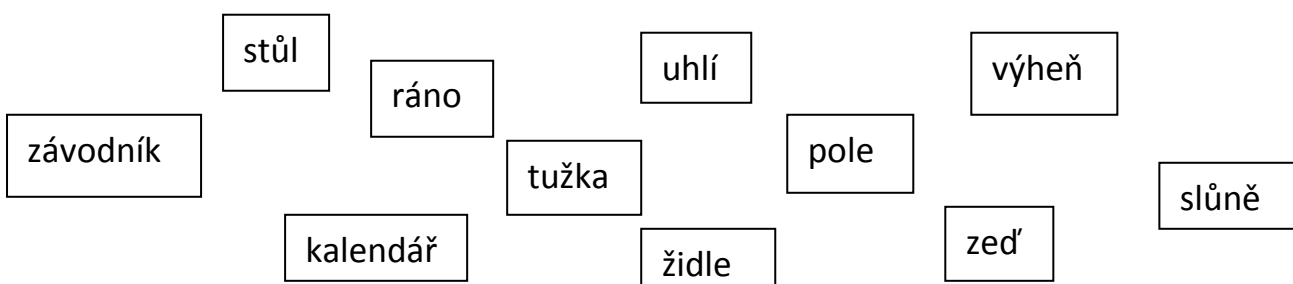 stůl
uhlí
výheň
ráno
závodník
pole
tužka
slůně
kalendář
zeď
židle